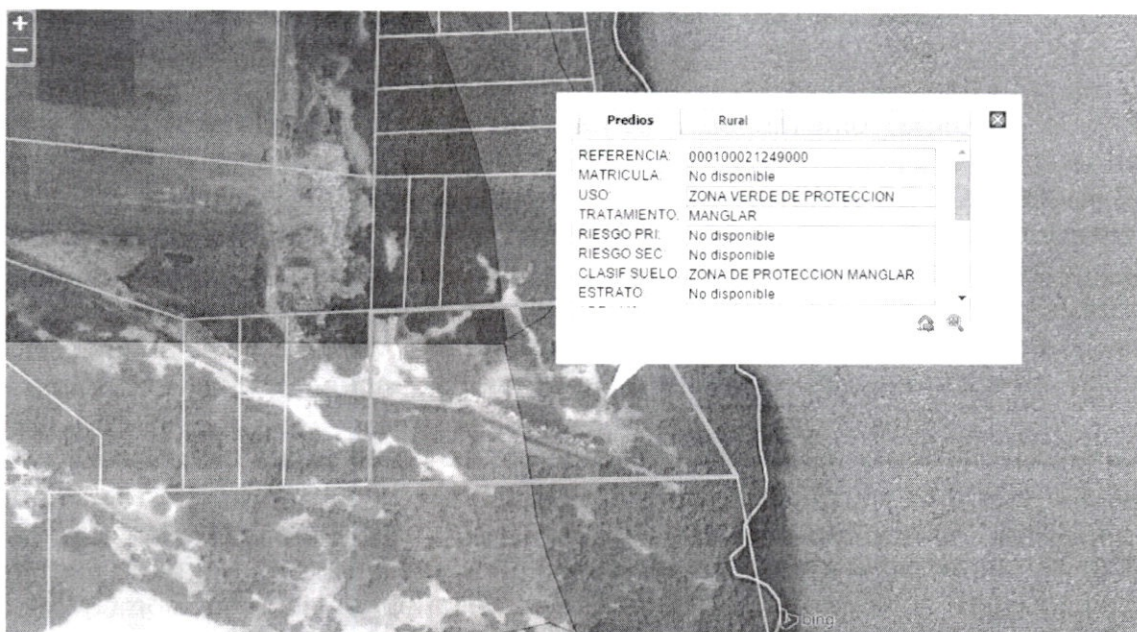 +
−
Predios Rural
REFERENCIA: 000100021249000
MATRICULA: No disponible
USO: ZONA VERDE DE PROTECCION
TRATAMIENTO: MANGLAR
RIESGO PRI: No disponible
RIESGO SEC: No disponible
CLASIF SUELO ZONA DE PROTECCION MANGLAR
ESTRATO No disponible
bing